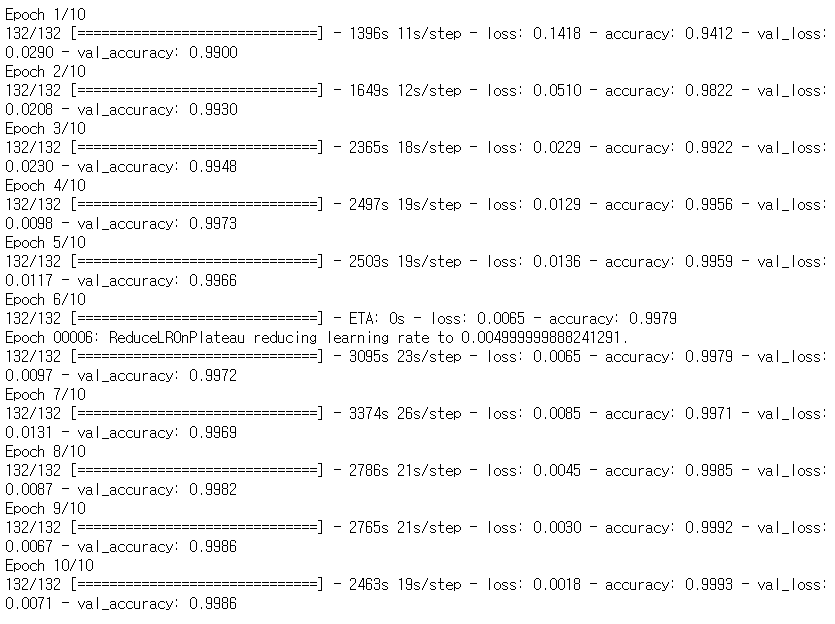 Epoch 1/10
132/132 [==============================] - 1396s 11s/step - loss: 0.1418 - accuracy: 0.9412 - val_loss:
0.0290 - val_accuracy: 0.9900
Epoch 2/10
132/132 [==============================] - 1649s 12s/step - loss: 0.0510 - accuracy: 0.9822 - val_loss:
0.0208 - val_accuracy: 0.9930
Epoch 3/10
132/132 [==============================] - 2365s 18s/step - loss: 0.0229 - accuracy: 0.9922 - val_loss:
0.0230 - val_accuracy: 0.9948
Epoch 4/10
132/132 [==============================] - 2497s 19s/step - loss: 0.0129 - accuracy: 0.9956 - val_loss:
0.0098 - val_accuracy: 0.9973
Epoch 5/10
132/132 [==============================] - 2503s 19s/step - loss: 0.0136 - accuracy: 0.9959 - val_loss:
0.0117 - val_accuracy: 0.9966
Epoch 6/10
132/132 [==============================] - ETA: 0s - loss: 0.0065 - accuracy: 0.9979
Epoch 00006: ReduceLROnPlateau reducing learning rate to 0.004999999888241291.
132/132 [==============================] - 3095s 23s/step - loss: 0.0065 - accuracy: 0.9979 - val_loss:
0.0097 - val_accuracy: 0.9972
Epoch 7/10
132/132 [==============================] - 3374s 26s/step - loss: 0.0085 - accuracy: 0.9971 - val_loss:
0.0131 - val_accuracy: 0.9969
Epoch 8/10
132/132 [==============================] - 2786s 21s/step - loss: 0.0045 - accuracy: 0.9985 - val_loss:
0.0087 - val_accuracy: 0.9982
Epoch 9/10
132/132 [==============================] - 2765s 21s/step - loss: 0.0030 - accuracy: 0.9992 - val_loss:
0.0067 - val_accuracy: 0.9986
Epoch 10/10
132/132 [==============================] - 2463s 19s/step - loss: 0.0018 - accuracy: 0.9993 - val_loss:
0.0071 - val_accuracy: 0.9986